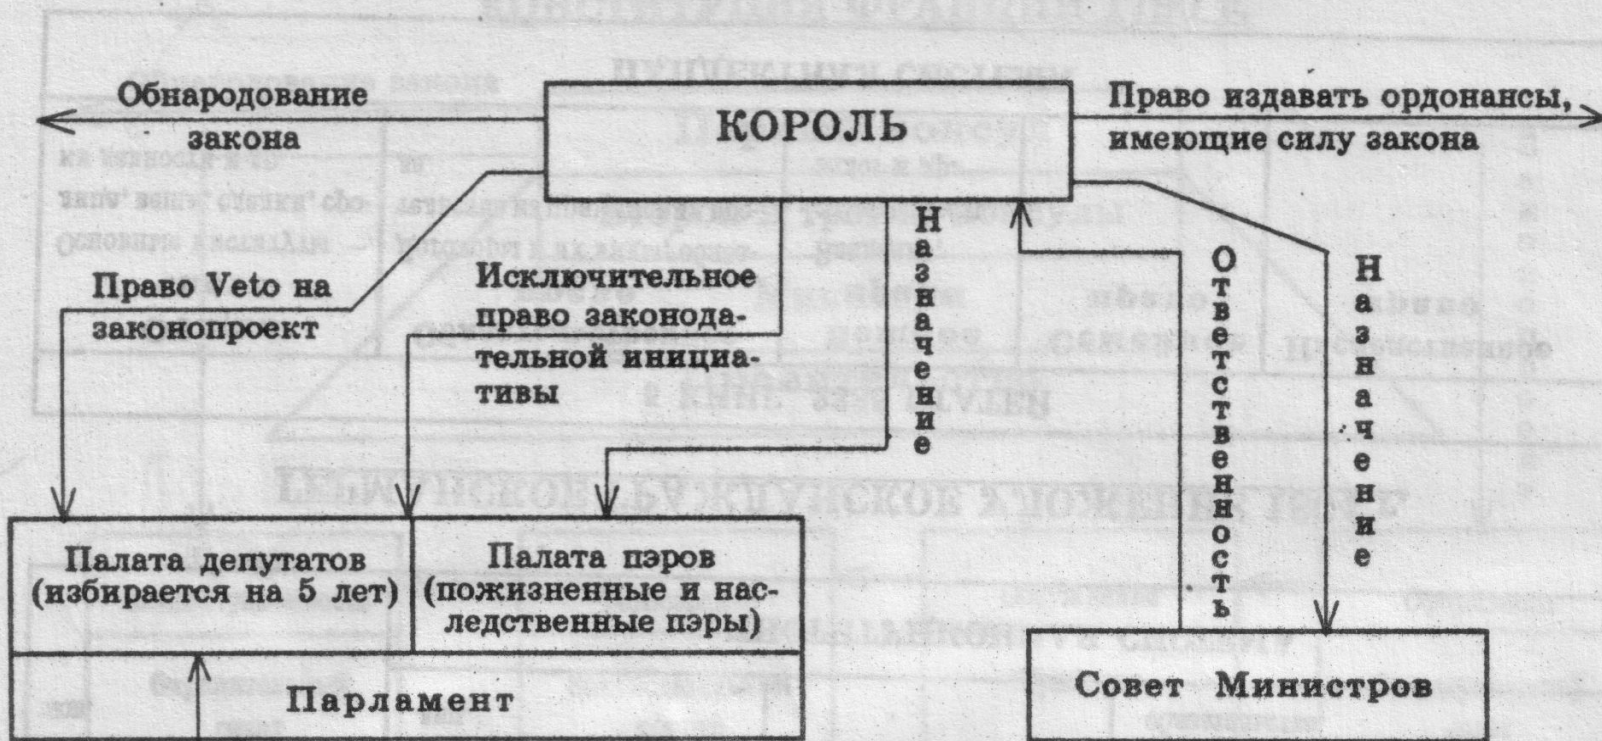 Обнародование
закона
КОРОЛЬ
Право издавать ордонансы,
имеющие силу закона
Право Veto на
законопроект
Исключительное
право законода-
тельной инициа-
тивы
Назначение
Ответственность
Назначение
Палата депутатов
(избирается на 5 лет)
Палата пэров
(пожизненные и нас-
ледственные пэры)
Парламент
Совет Министров